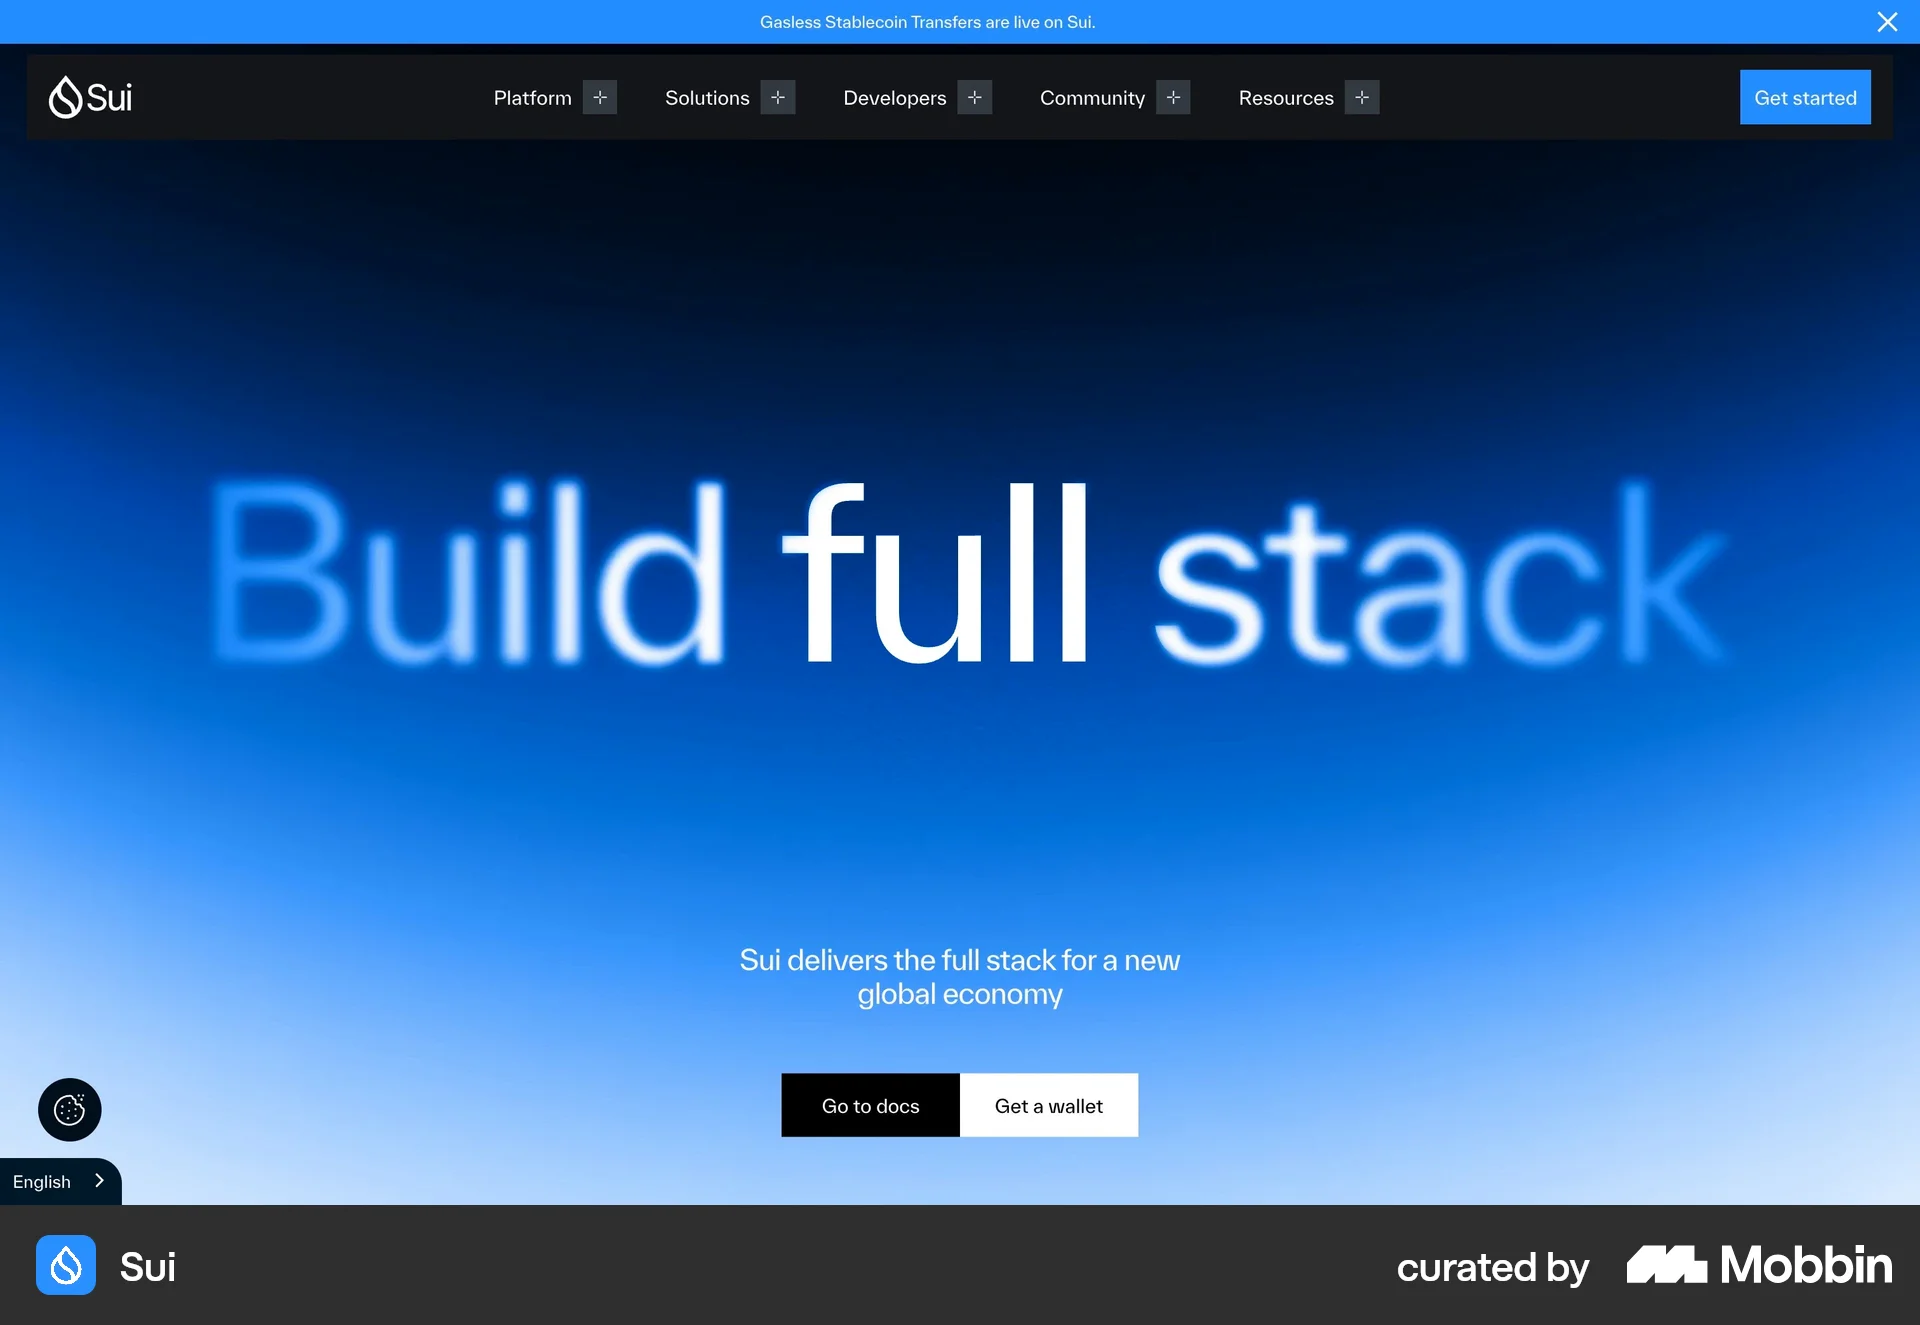 Gasless Stablecoin Transfers are live on Sui.
Sui
Platform
Solutions
Developers
Community
Resources
Get started
Build full stack
Sui delivers the full stack for a new
global economy
Go to docs
Get a wallet
English
Sui
curated by
Mobbin